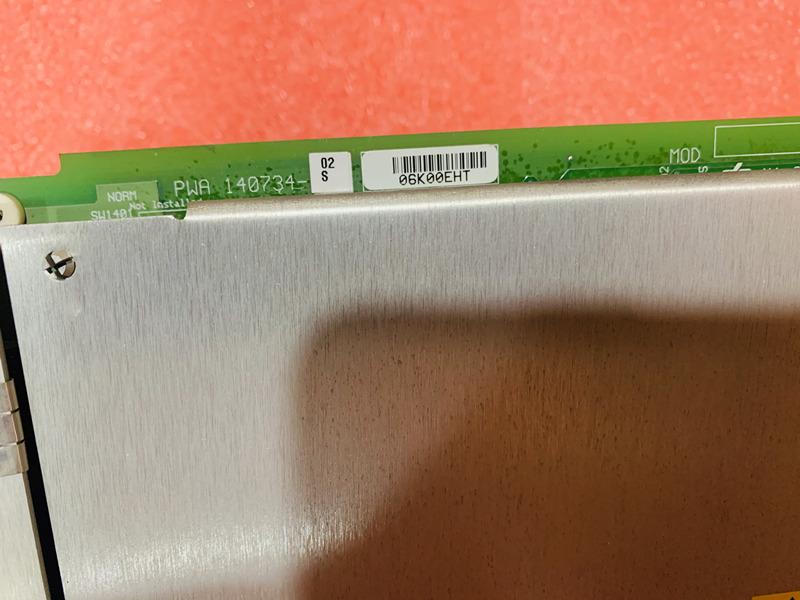 PWA 140734-
02
S
06K00EHT
MOD
NORM
Not Install
SW1401